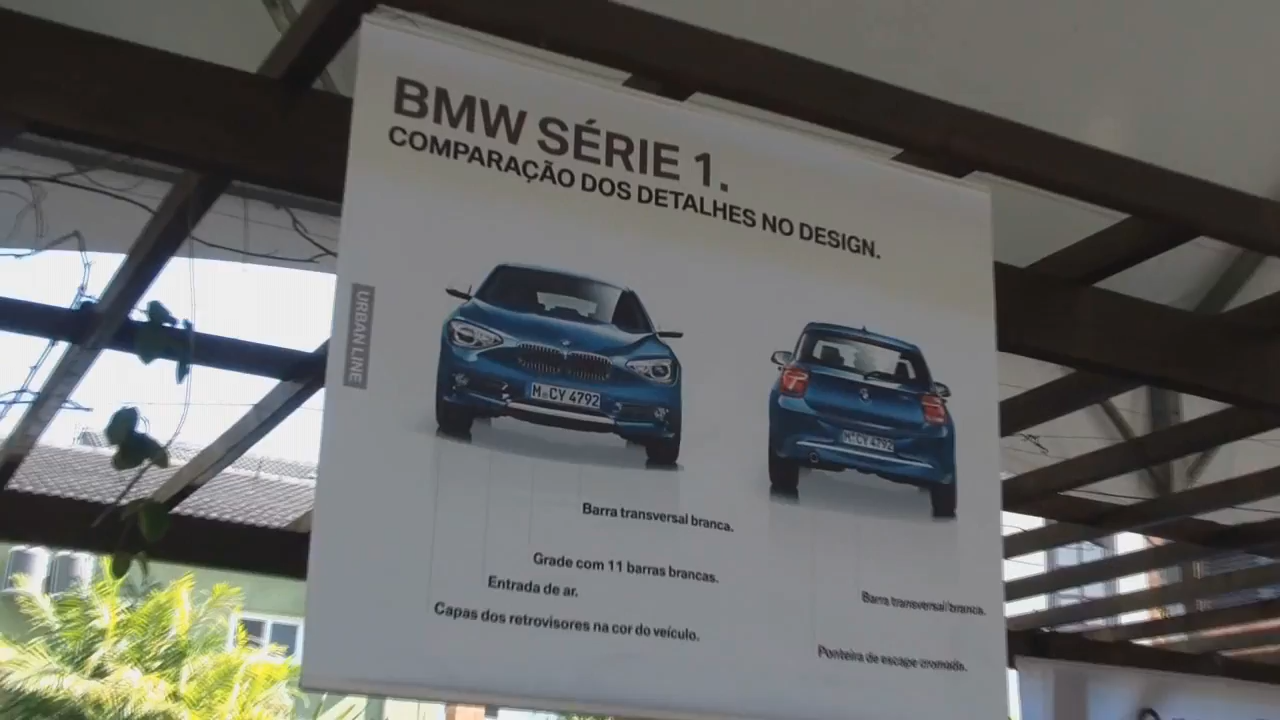 BMW SÉRIE 1.
COMPARAÇÃO DOS DETALHES NO DESIGN.
URBAN LINE
M CY 4792
M CY 4792
Barra transversal branca.
Grade com 11 barras brancas.
Entrada de ar.
Capas dos retrovisores na cor do veículo.
Barra transversal branca.
Ponteira de escape cromada.